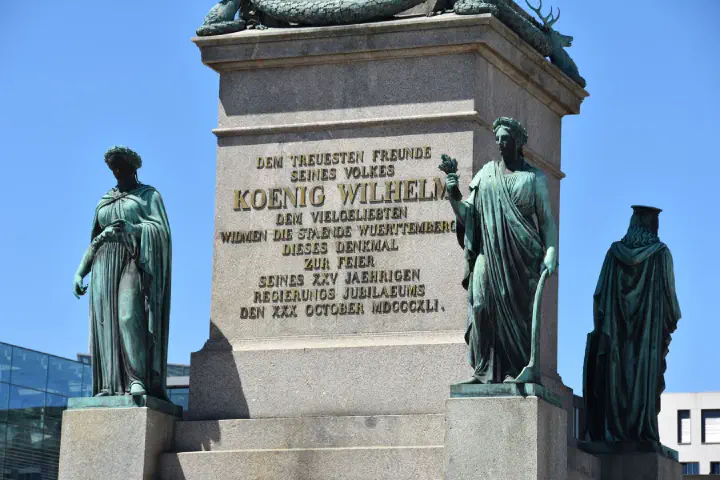 DEM TREUESTEN FREUNDE
SEINES VOLKES
KOENIG WILHELM
DEM VIELGELIEBTEN
WIDMEN DIE STAENDE WUERTTEMBERGS
DIESES DENKMAL
ZUR FEIER
SEINES XXV JAEHRIGEN
REGIERUNGS JUBILAEUMS
DEN XXX OCTOBER MDCCCXLI.